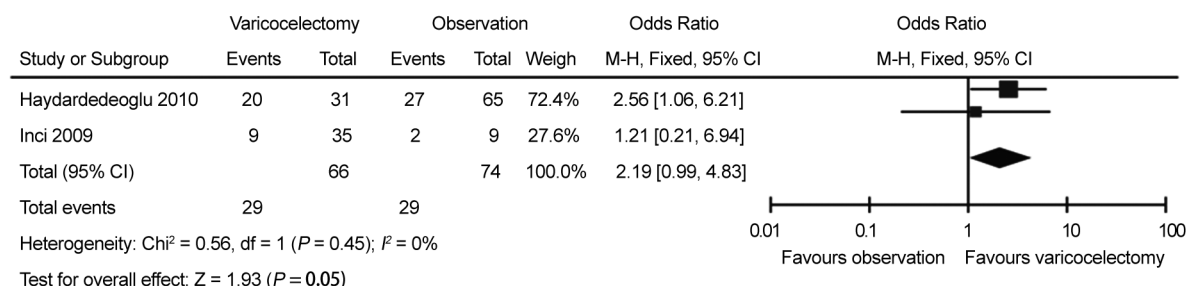 Varicocelectomy Observation Odds Ratio Odds Ratio
Study or Subgroup Events Total Events Total Weigh M-H, Fixed, 95% CI M-H, Fixed, 95% CI
Haydardedeoglu 2010 20 31 27 65 72.4% 2.56 [1.06, 6.21]
Inci 2009 9 35 2 9 27.6% 1.21 [0.21, 6.94]
Total (95% CI) 66 74 100.0% 2.19 [0.99, 4.83]
Total events 29 29
Heterogeneity: Chi² = 0.56, df = 1 (P = 0.45); I² = 0%
Test for overall effect: Z = 1.93 (P = 0.05)
0.01 0.1 1 10 100
Favours observation Favours varicocelectomy